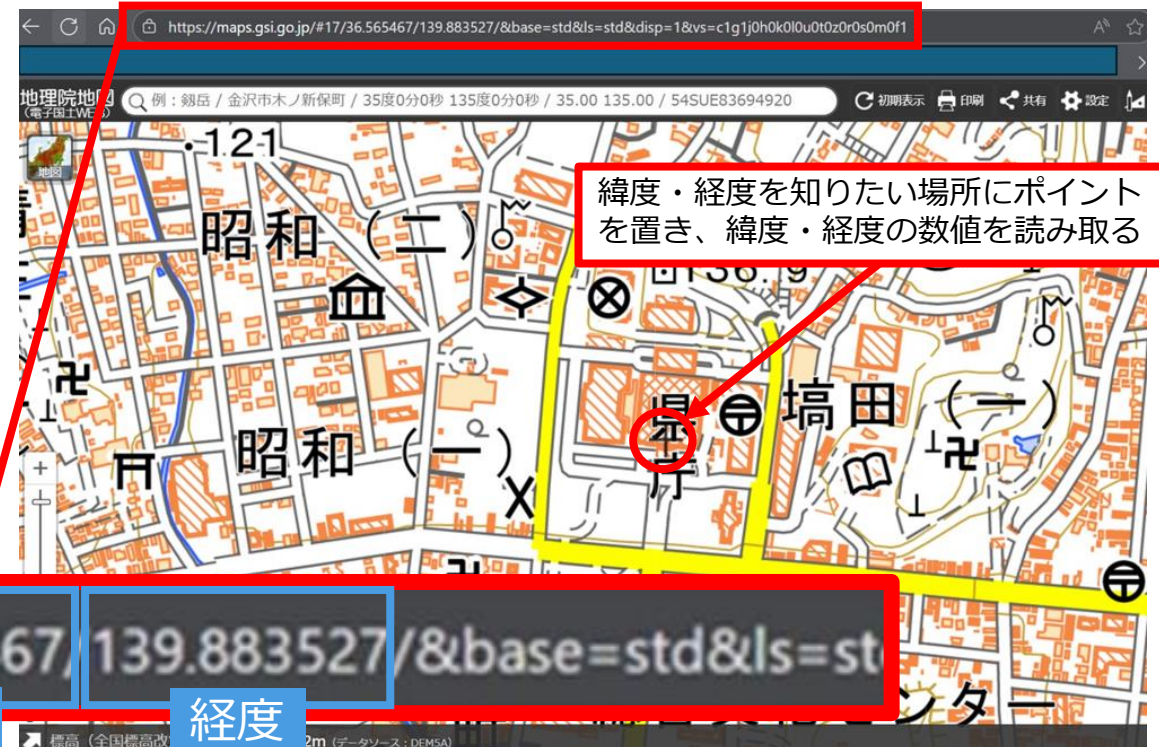 https://maps.gsi.go.jp/#17/36.565467/139.883527/&base=std&ls=std&disp=1&vs=c1g1j0h0k0l0u0t0z0r0s0m0f1
地理院地図
(電子国土WEB)
例：剱岳 / 金沢市木ノ新保町 / 35度0分0秒 135度0分0秒 / 35.00 135.00 / 54SUE83694920
初期表示
印刷
共有
設定
地図
・121
緯度・経度を知りたい場所にポイント
を置き、緯度・経度の数値を読み取る
昭和（二）
136.9
県
庁
塙田（一）
昭和（一）
67/139.883527/&base=std&ls=st
経度
ンター
標高
2m (データソース：DEM5A)